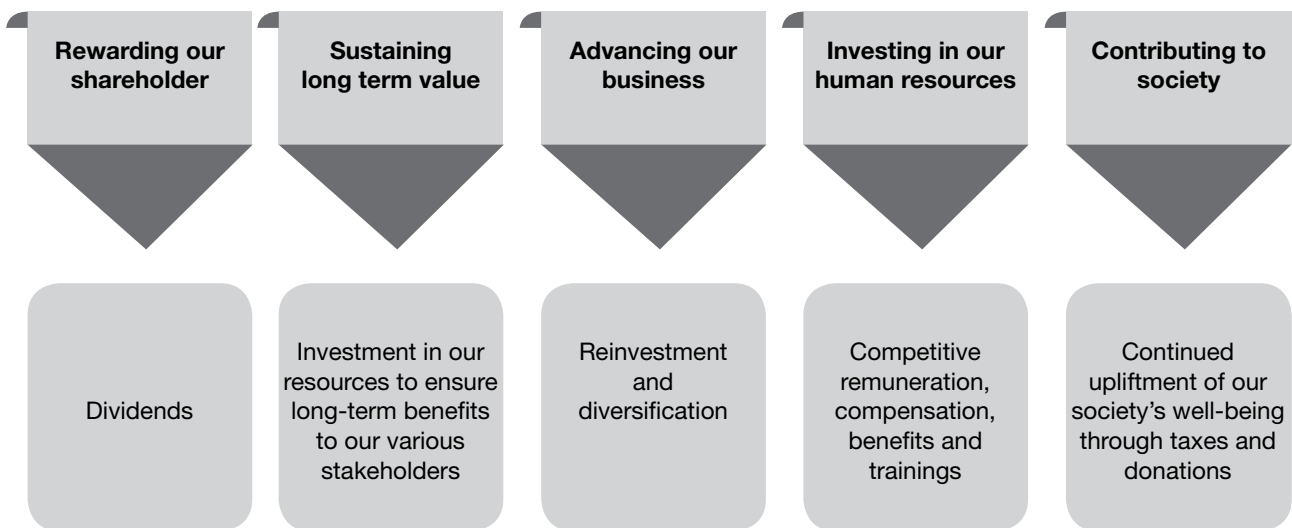 Rewarding our
shareholder
Sustaining
long term value
Advancing our
business
Investing in our
human resources
Contributing to
society
Dividends
Investment in our
resources to ensure
long-term benefits
to our various
stakeholders
Reinvestment
and
diversification
Competitive
remuneration,
compensation,
benefits and
trainings
Continued
upliftment of our
society’s well-being
through taxes and
donations